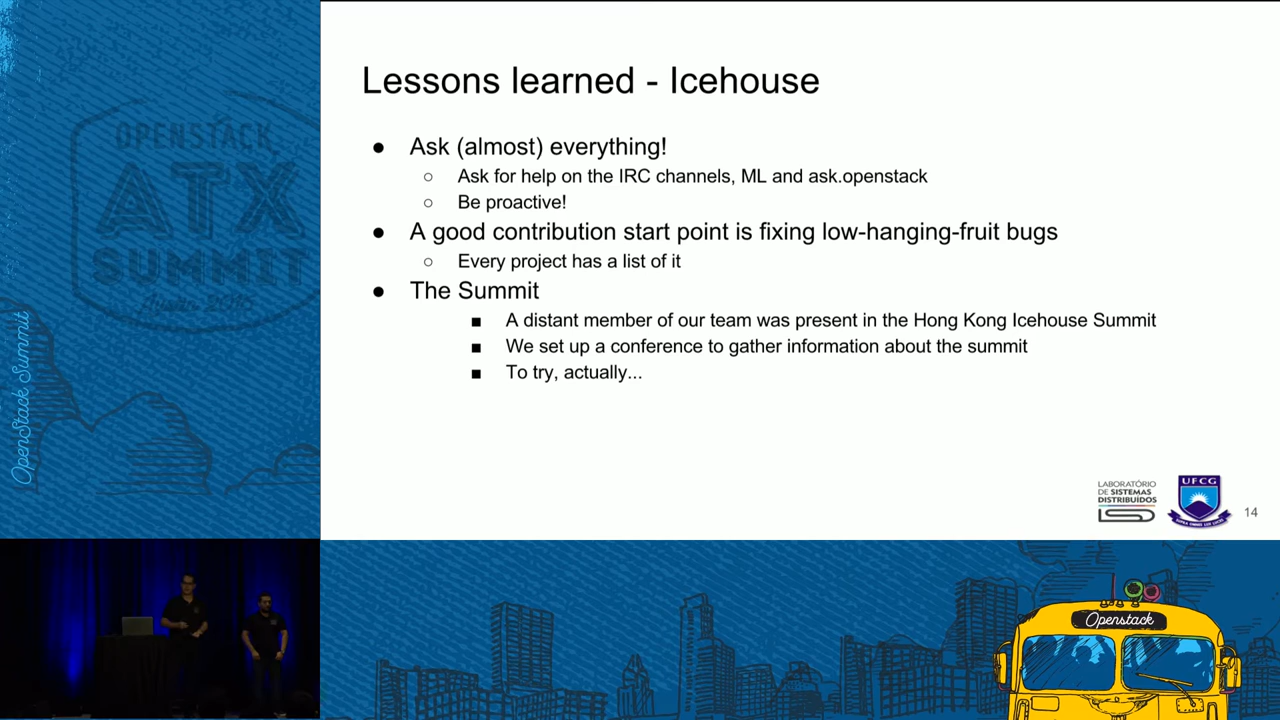 OPENSTACK
ATX
SUMMIT
Austin 2016
OpenStack Summit
Lessons learned - Icehouse
● Ask (almost) everything!
○ Ask for help on the IRC channels, ML and ask.openstack
○ Be proactive!
● A good contribution start point is fixing low-hanging-fruit bugs
○ Every project has a list of it
● The Summit
■ A distant member of our team was present in the Hong Kong Icehouse Summit
■ We set up a conference to gather information about the summit
■ To try, actually...
LABORATÓRIO
DE SISTEMAS
DISTRIBUÍDOS
LSD
UFCG
14
Openstack